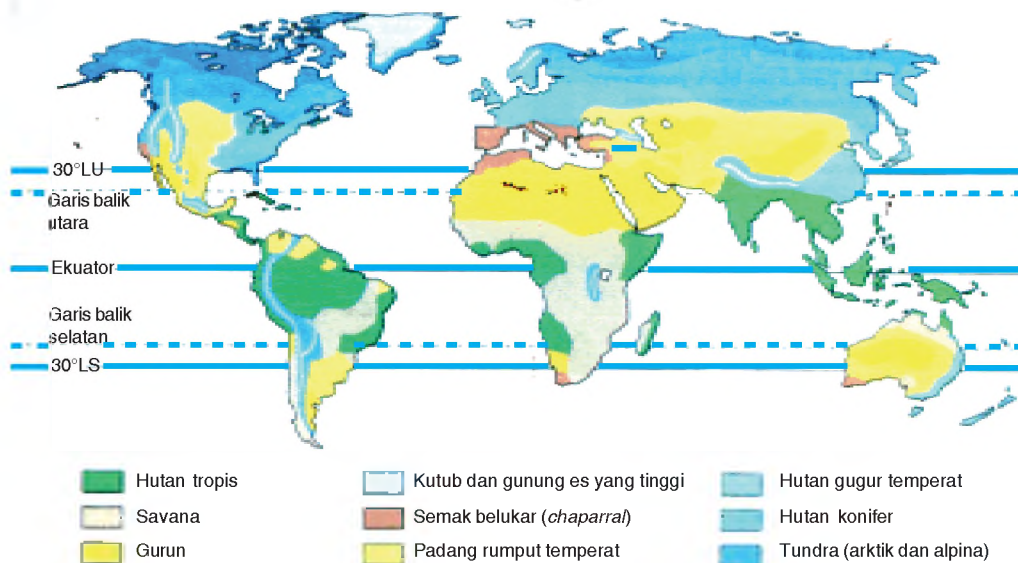 30°LU
Garis balik
utara
Ekuator
Garis balik
selatan
30°LS
Hutan tropis
Savana
Gurun
Kutub dan gunung es yang tinggi
Semak belukar (chaparral)
Padang rumput temperat
Hutan gugur temperat
Hutan konifer
Tundra (arktik dan alpina)